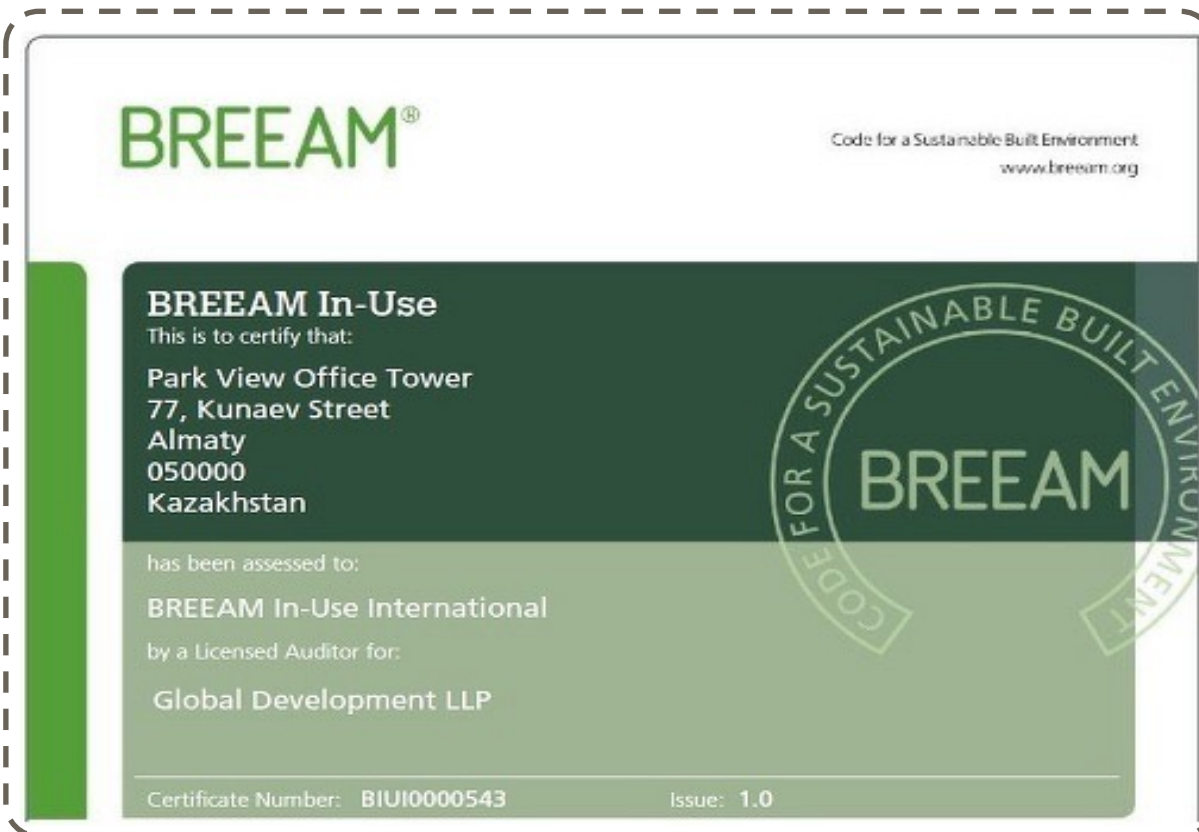 BREEAM®
Code for a Sustainable Built Environment
www.breeam.org
BREEAM In-Use
This is to certify that:
Park View Office Tower
77, Kunaev Street
Almaty
050000
Kazakhstan
CODE FOR A SUSTAINABLE BUILT ENVIRONMENT
BREEAM
has been assessed to:
BREEAM In-Use International
by a Licensed Auditor for:
Global Development LLP
Certificate Number: BIUI0000543 Issue: 1.0